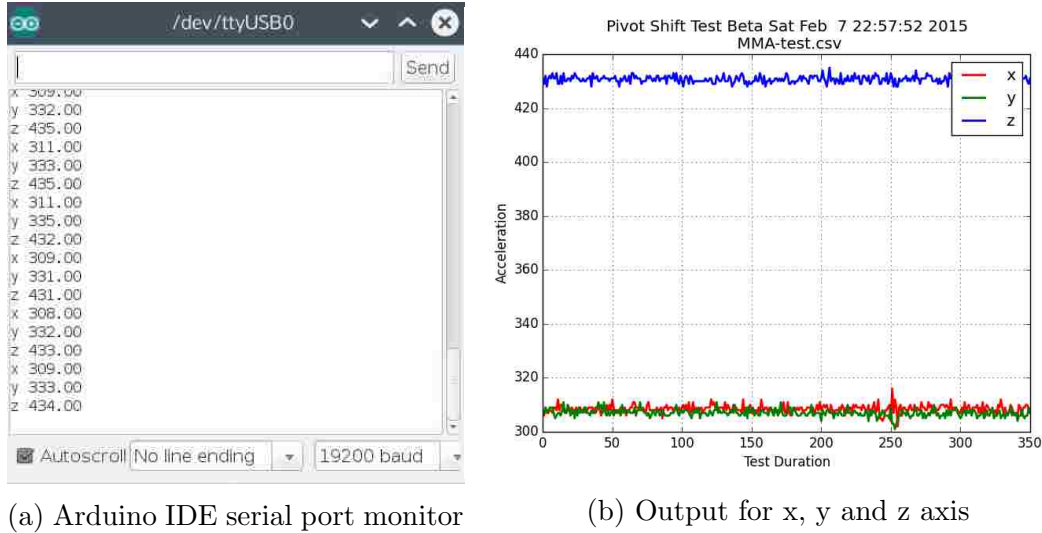 /dev/ttyUSB0
Send
x 309.00
y 332.00
z 435.00
x 311.00
y 333.00
z 435.00
x 311.00
y 335.00
z 432.00
x 309.00
y 331.00
z 431.00
x 308.00
y 332.00
z 433.00
x 309.00
y 333.00
z 434.00
Autoscroll No line ending 19200 baud
(a) Arduino IDE serial port monitor
Pivot Shift Test Beta Sat Feb 7 22:57:52 2015
MMA-test.csv
x
y
z
Acceleration
440
420
400
380
360
340
320
300
0 50 100 150 200 250 300 350
Test Duration
(b) Output for x, y and z axis